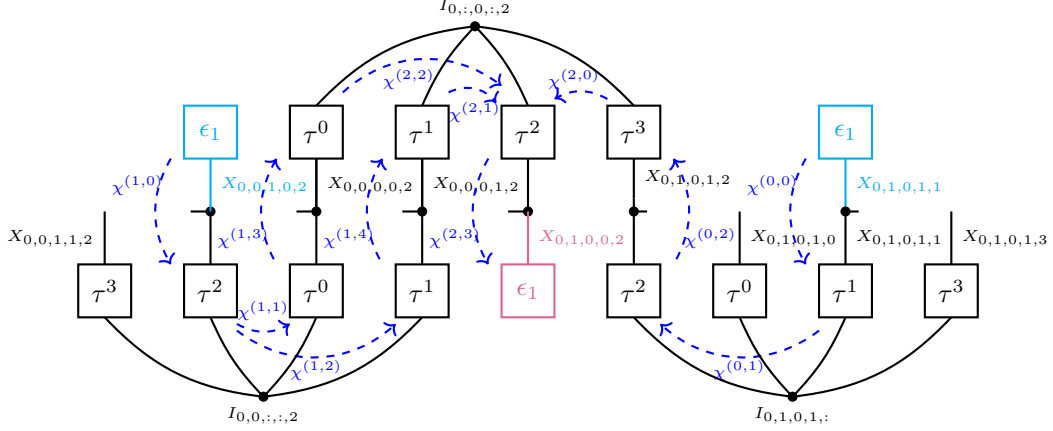 I_{0,:,0,:,2}
χ^{(2,2)} χ^{(2,0)}
χ^{(2,1)}
ϵ_1 τ^0 τ^1 τ^2 τ^3 ϵ_1
χ^{(1,0)} X_{0,0,1,0,2} X_{0,0,0,0,2} X_{0,0,0,1,2} X_{0,1,0,1,2} χ^{(0,0)} X_{0,1,0,1,1}
X_{0,0,1,1,2} χ^{(1,3)} χ^{(1,4)} χ^{(2,3)} X_{0,1,0,0,2} χ^{(0,2)} X_{0,1,0,1,0} X_{0,1,0,1,1} X_{0,1,0,1,3}
τ^3 τ^2 τ^0 τ^1 ϵ_1 τ^2 τ^0 τ^1 τ^3
χ^{(1,1)}
χ^{(1,2)} χ^{(0,1)}
I_{0,0,:,:,2} I_{0,1,0,1,:}